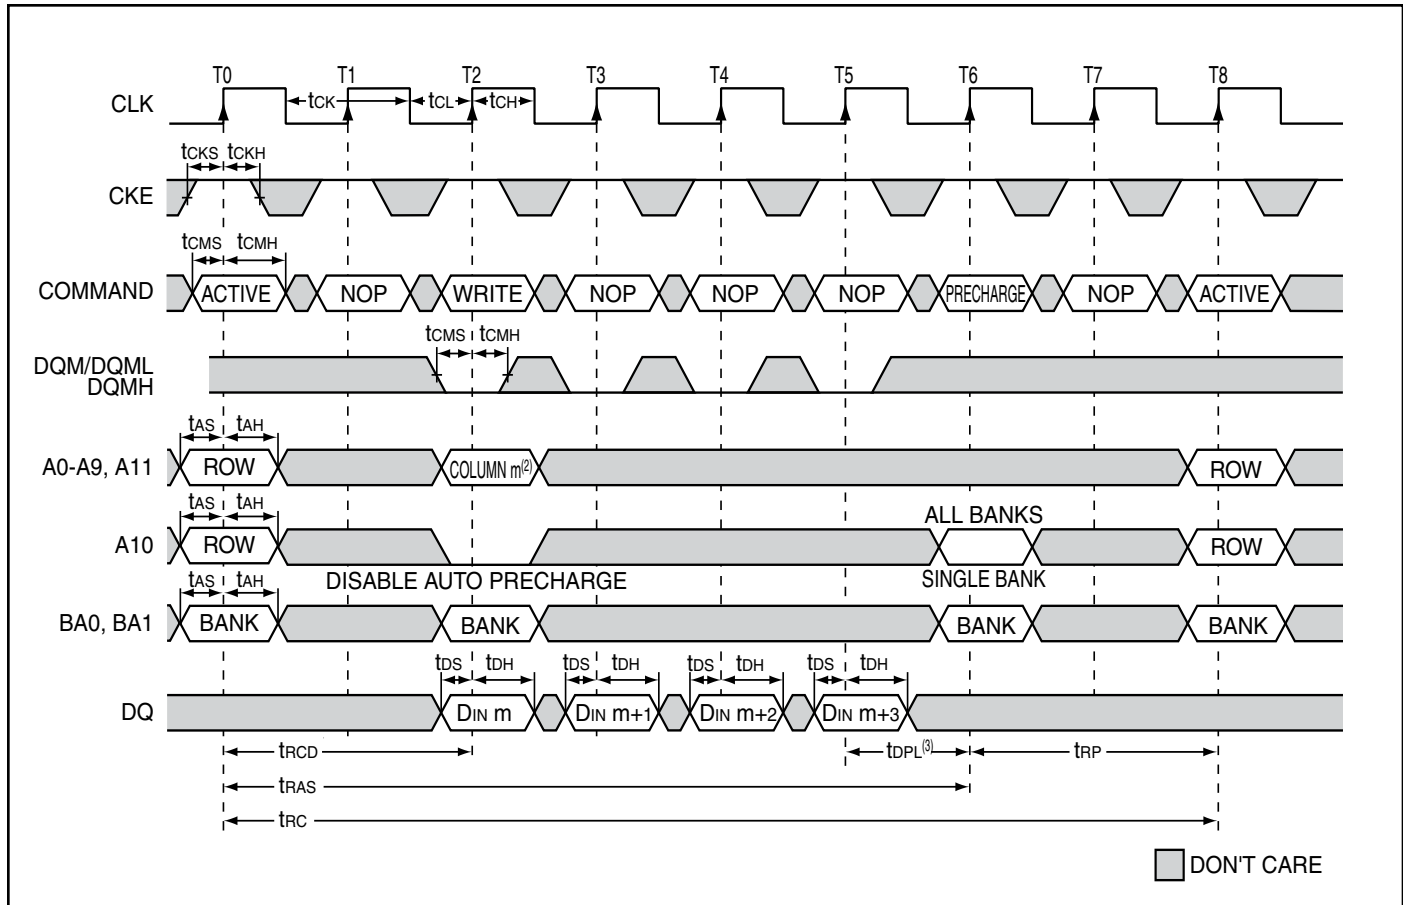 T0 T1 T2 T3 T4 T5 T6 T7 T8
CLK tCK tCL tCH
tCKS tCKH
CKE
tCMS tCMH
COMMAND ACTIVE NOP WRITE NOP NOP NOP PRECHARGE NOP ACTIVE
tCMS tCMH
DQM/DQML
DQMH
tAS tAH
A0-A9, A11 ROW COLUMN m(2) ROW
tAS tAH
ALL BANKS
A10 ROW ROW
tAS tAH DISABLE AUTO PRECHARGE SINGLE BANK
BA0, BA1 BANK BANK BANK BANK
tDS tDH tDS tDH tDS tDH tDS tDH
DQ DIN m DIN m+1 DIN m+2 DIN m+3
tRCD tDPL(3) tRP
tRAS
tRC
DON'T CARE